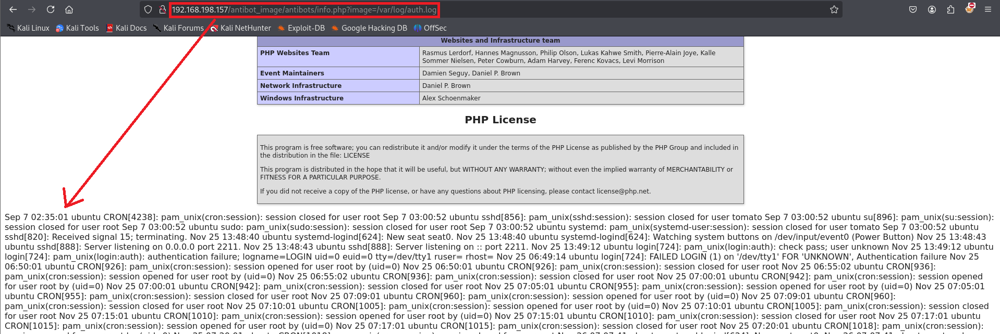 192.168.198.157/antibot_image/antibots/info.php?image=/var/log/auth.log
Kali Linux Kali Tools Kali Docs Kali Forums Kali NetHunter Exploit-DB Google Hacking DB OffSec
Websites and Infrastructure team
PHP Websites Team Rasmus Lerdorf, Hannes Magnusson, Philip Olson, Lukas Kahwe Smith, Pierre-Alain Joye, Kalle
Sommer Nielsen, Peter Cowburn, Adam Harvey, Ferenc Kovacs, Levi Morrison
Event Maintainers Damien Seguy, Daniel P. Brown
Network Infrastructure Daniel P. Brown
Windows Infrastructure Alex Schoenmaker
PHP License
This program is free software; you can redistribute it and/or modify it under the terms of the PHP License as published by the PHP Group and included in
the distribution in the file: LICENSE
This program is distributed in the hope that it will be useful, but WITHOUT ANY WARRANTY; without even the implied warranty of MERCHANTABILITY or
FITNESS FOR A PARTICULAR PURPOSE.
If you did not receive a copy of the PHP license, or have any questions about PHP licensing, please contact license@php.net.
Sep 7 02:35:01 ubuntu CRON[4238]: pam_unix(cron:session): session closed for user root Sep 7 03:00:52 ubuntu sshd[856]: pam_unix(sshd:session): session closed for user tomato Sep 7 03:00:52 ubuntu su[896]: pam_unix(su:session):
session closed for user root Sep 7 03:00:52 ubuntu sudo: pam_unix(sudo:session): session closed for user root Sep 7 03:00:52 ubuntu systemd: pam_unix(systemd-user:session): session closed for user tomato Sep 7 03:00:52 ubuntu
sshd[820]: Received signal 15; terminating. Nov 25 13:48:40 ubuntu systemd-logind[624]: New seat seat0. Nov 25 13:48:40 ubuntu systemd-logind[624]: Watching system buttons on /dev/input/event0 (Power Button) Nov 25 13:48:43
ubuntu sshd[888]: Server listening on 0.0.0.0 port 2211. Nov 25 13:48:43 ubuntu sshd[888]: Server listening on :: port 2211. Nov 25 13:49:12 ubuntu login[724]: pam_unix(login:auth): check pass; user unknown Nov 25 13:49:12 ubuntu
login[724]: pam_unix(login:auth): authentication failure; logname=LOGIN uid=0 euid=0 tty=/dev/tty1 ruser= rhost= Nov 25 06:49:14 ubuntu login[724]: FAILED LOGIN (1) on '/dev/tty1' FOR 'UNKNOWN', Authentication failure Nov 25
06:50:01 ubuntu CRON[926]: pam_unix(cron:session): session opened for user root by (uid=0) Nov 25 06:50:01 ubuntu CRON[926]: pam_unix(cron:session): session closed for user root Nov 25 06:55:02 ubuntu CRON[936]:
pam_unix(cron:session): session opened for user root by (uid=0) Nov 25 06:55:02 ubuntu CRON[936]: pam_unix(cron:session): session closed for user root Nov 25 07:00:01 ubuntu CRON[942]: pam_unix(cron:session): session opened
for user root by (uid=0) Nov 25 07:00:01 ubuntu CRON[942]: pam_unix(cron:session): session closed for user root Nov 25 07:05:01 ubuntu CRON[955]: pam_unix(cron:session): session opened for user root by (uid=0) Nov 25 07:05:01
ubuntu CRON[955]: pam_unix(cron:session): session closed for user root Nov 25 07:09:01 ubuntu CRON[960]: pam_unix(cron:session): session opened for user root by (uid=0) Nov 25 07:09:01 ubuntu CRON[960]:
pam_unix(cron:session): session closed for user root Nov 25 07:10:01 ubuntu CRON[1005]: pam_unix(cron:session): session opened for user root by (uid=0) Nov 25 07:10:01 ubuntu CRON[1005]: pam_unix(cron:session): session closed
for user root Nov 25 07:15:01 ubuntu CRON[1010]: pam_unix(cron:session): session opened for user root by (uid=0) Nov 25 07:15:01 ubuntu CRON[1010]: pam_unix(cron:session): session closed for user root Nov 25 07:17:01 ubuntu
CRON[1015]: pam_unix(cron:session): session opened for user root by (uid=0) Nov 25 07:17:01 ubuntu CRON[1015]: pam_unix(cron:session): session closed for user root Nov 25 07:20:01 ubuntu CRON[1018]: pam_unix(cron:session):